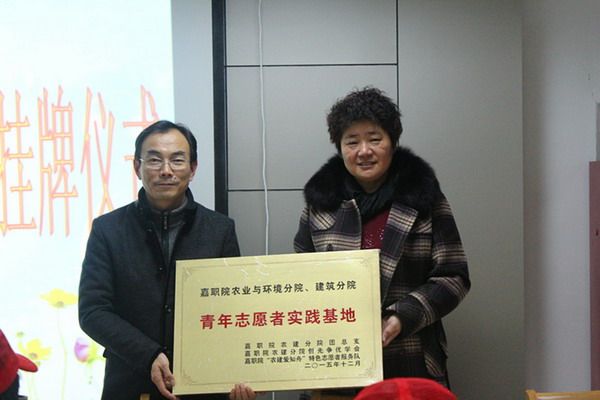 挂牌仪式
嘉职院农业与环境分院、建筑分院
青年志愿者实践基地
嘉职院农建分院团总支
嘉职院农建分院创先争优学会
嘉职院“农建爱知舟”特色志愿者服务队
二〇一五年十二月